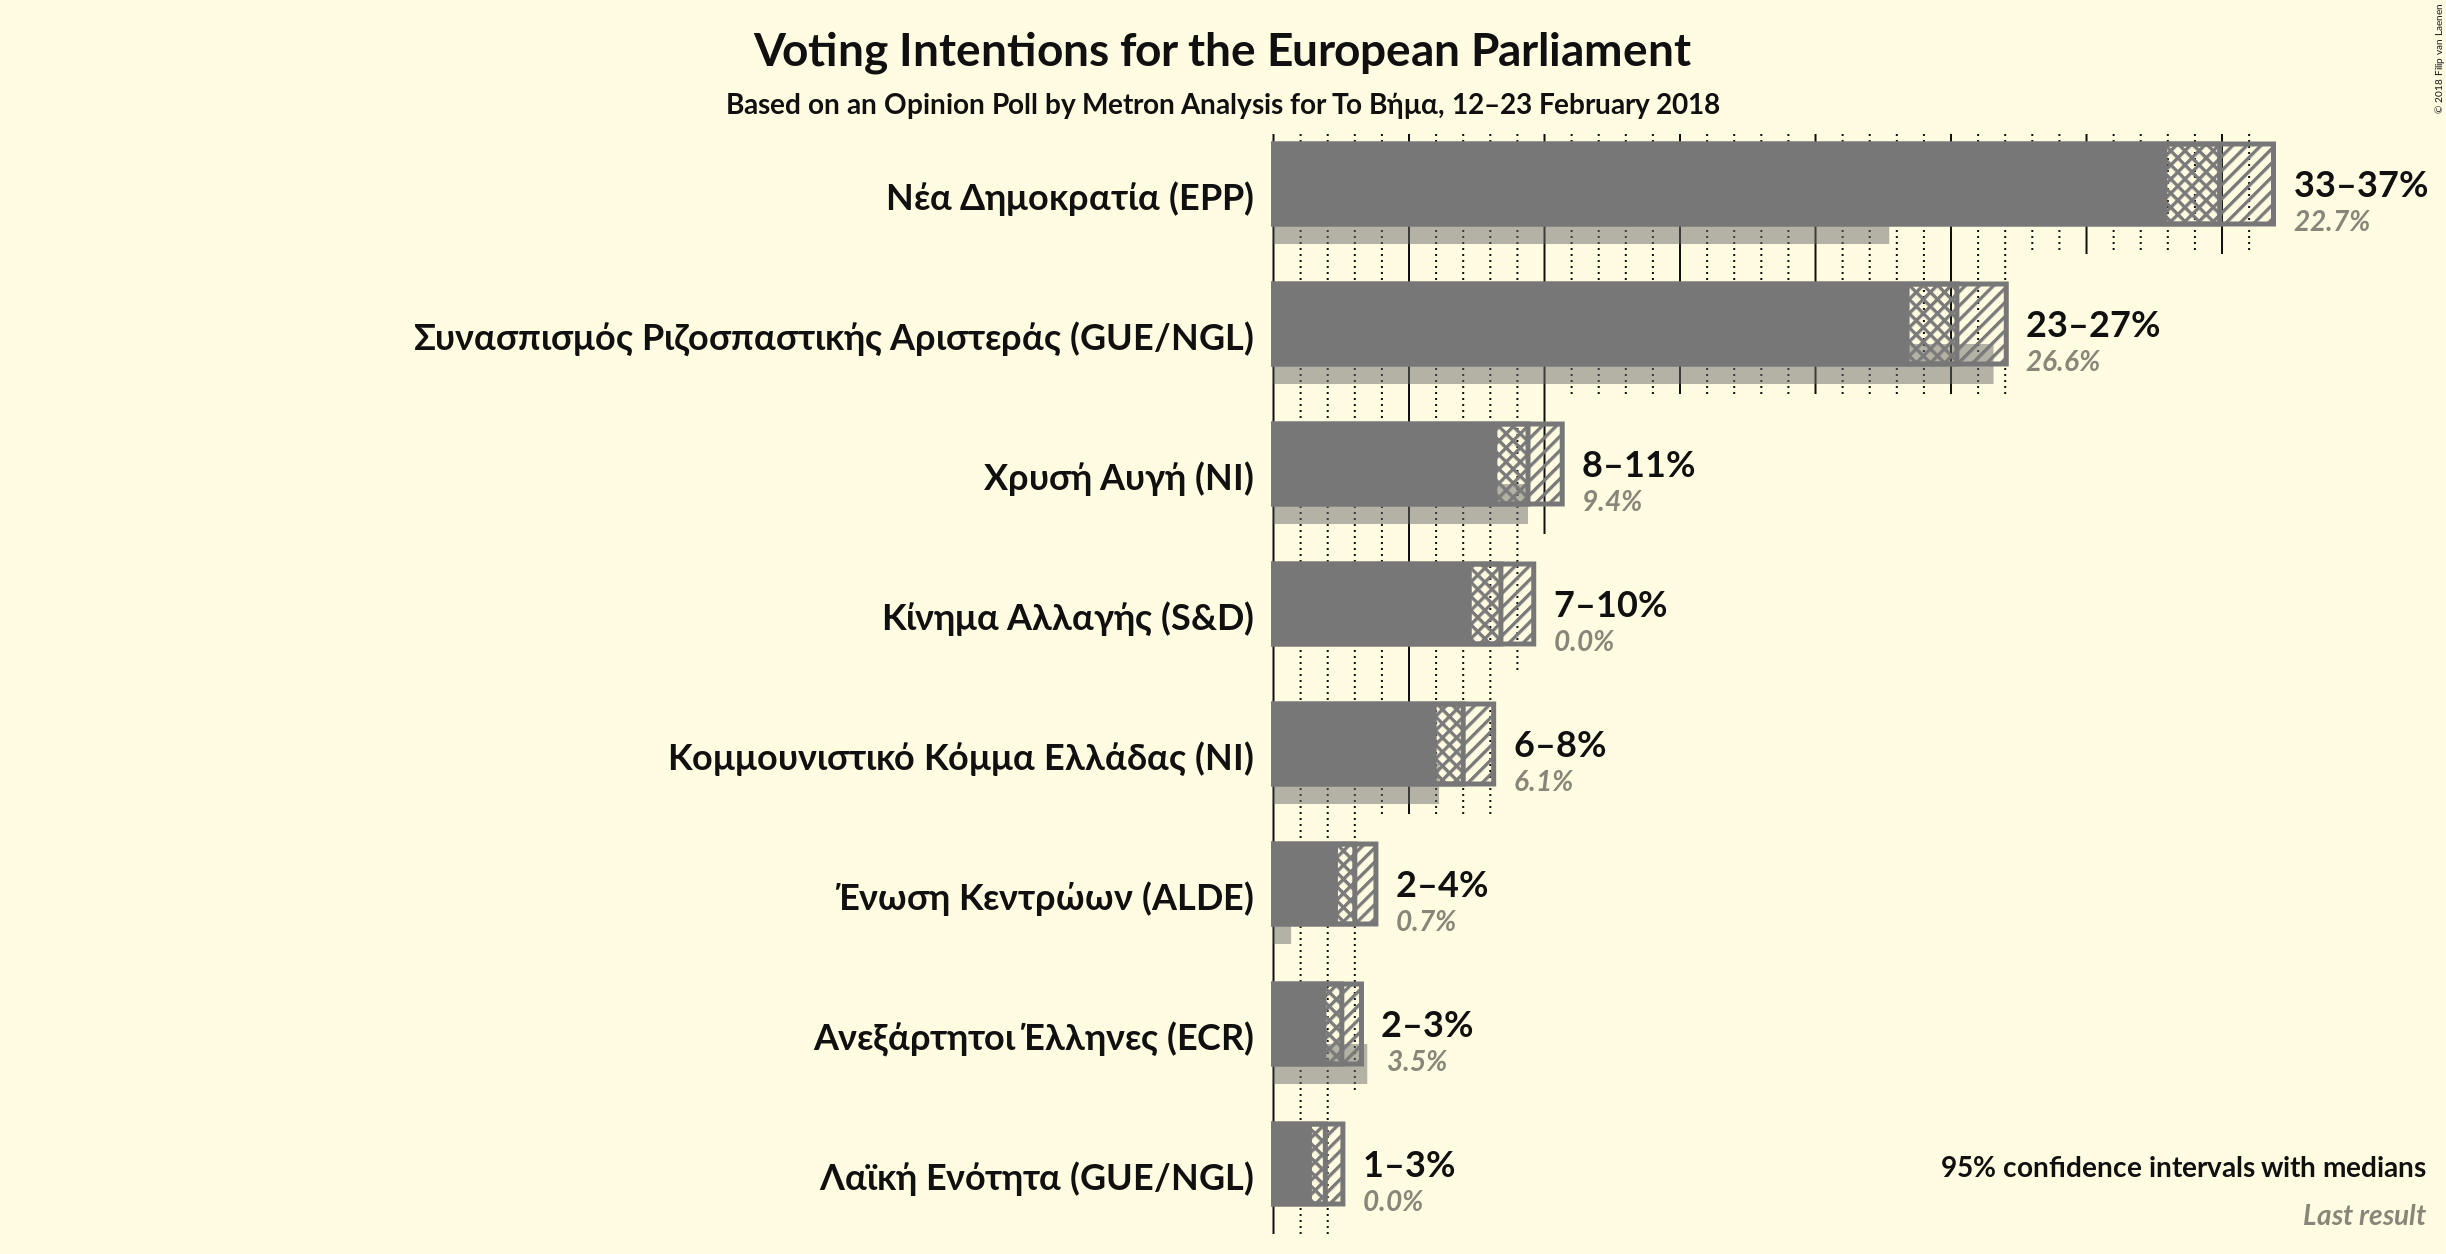 Voting Intentions for the European Parliament
Based on an Opinion Poll by Metron Analysis for Το Βήμα, 12–23 February 2018
© 2018 Filip van Laenen
Νέα Δημοκρατία (EPP)
33–37%
22.7%
Συνασπισμός Ριζοσπαστικής Αριστεράς (GUE/NGL)
23–27%
26.6%
Χρυσή Αυγή (NI)
8–11%
9.4%
Κίνημα Αλλαγής (S&D)
7–10%
0.0%
Κομμουνιστικό Κόμμα Ελλάδας (NI)
6–8%
6.1%
Ένωση Κεντρώων (ALDE)
2–4%
0.7%
Ανεξάρτητοι Έλληνες (ECR)
2–3%
3.5%
Λαϊκή Ενότητα (GUE/NGL)
1–3%
0.0%
95% confidence intervals with medians
Last result